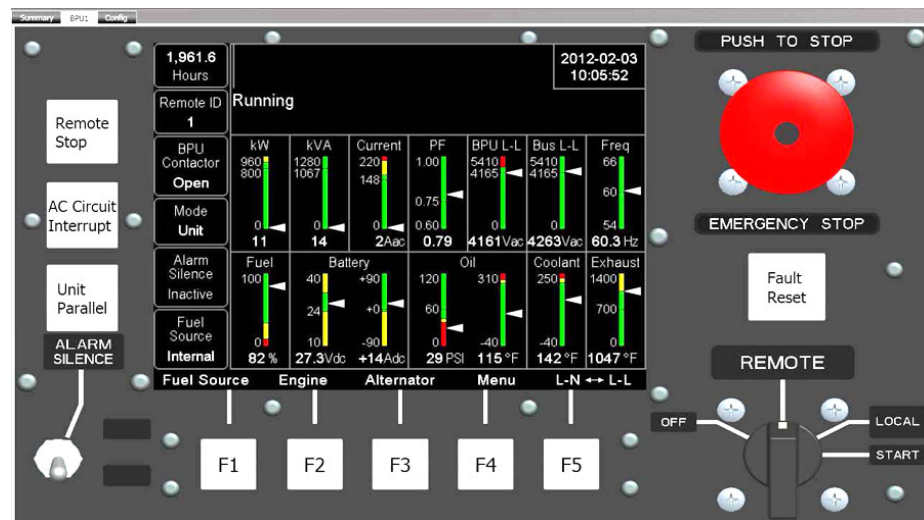 Summary BPU1 Config
PUSH TO STOP
1,961.6
Hours
2012-02-03
10:05:52
Remote ID
1
Running
Remote
Stop
BPU
Contactor
Open
kW kVA Current PF BPU L-L Bus L-L Freq
960 1280 220 1.00 5410 5410 66
800 1067 148 4165 4165
0.75 60
0 0 0 0.60 0 0 54
11 14 2Aac 0.79 4161Vac 4263Vac 60.3 Hz
AC Circuit
Interrupt
Mode
Unit
EMERGENCY STOP
Alarm
Silence
Inactive
Fuel Battery Oil Coolant Exhaust
100 40 +90 120 310 250 1400
24 +0 60 700
0 10 -90 0 -40 -40 0
82 % 27.3Vdc +14Adc 29 PSI 115 °F 142 °F 1047 °F
Unit
Parallel
Fault
Reset
Fuel
Source
Internal
ALARM
SILENCE
REMOTE
Fuel Source Engine Alternator Menu L-N ↔ L-L
OFF
LOCAL
START
F1 F2 F3 F4 F5